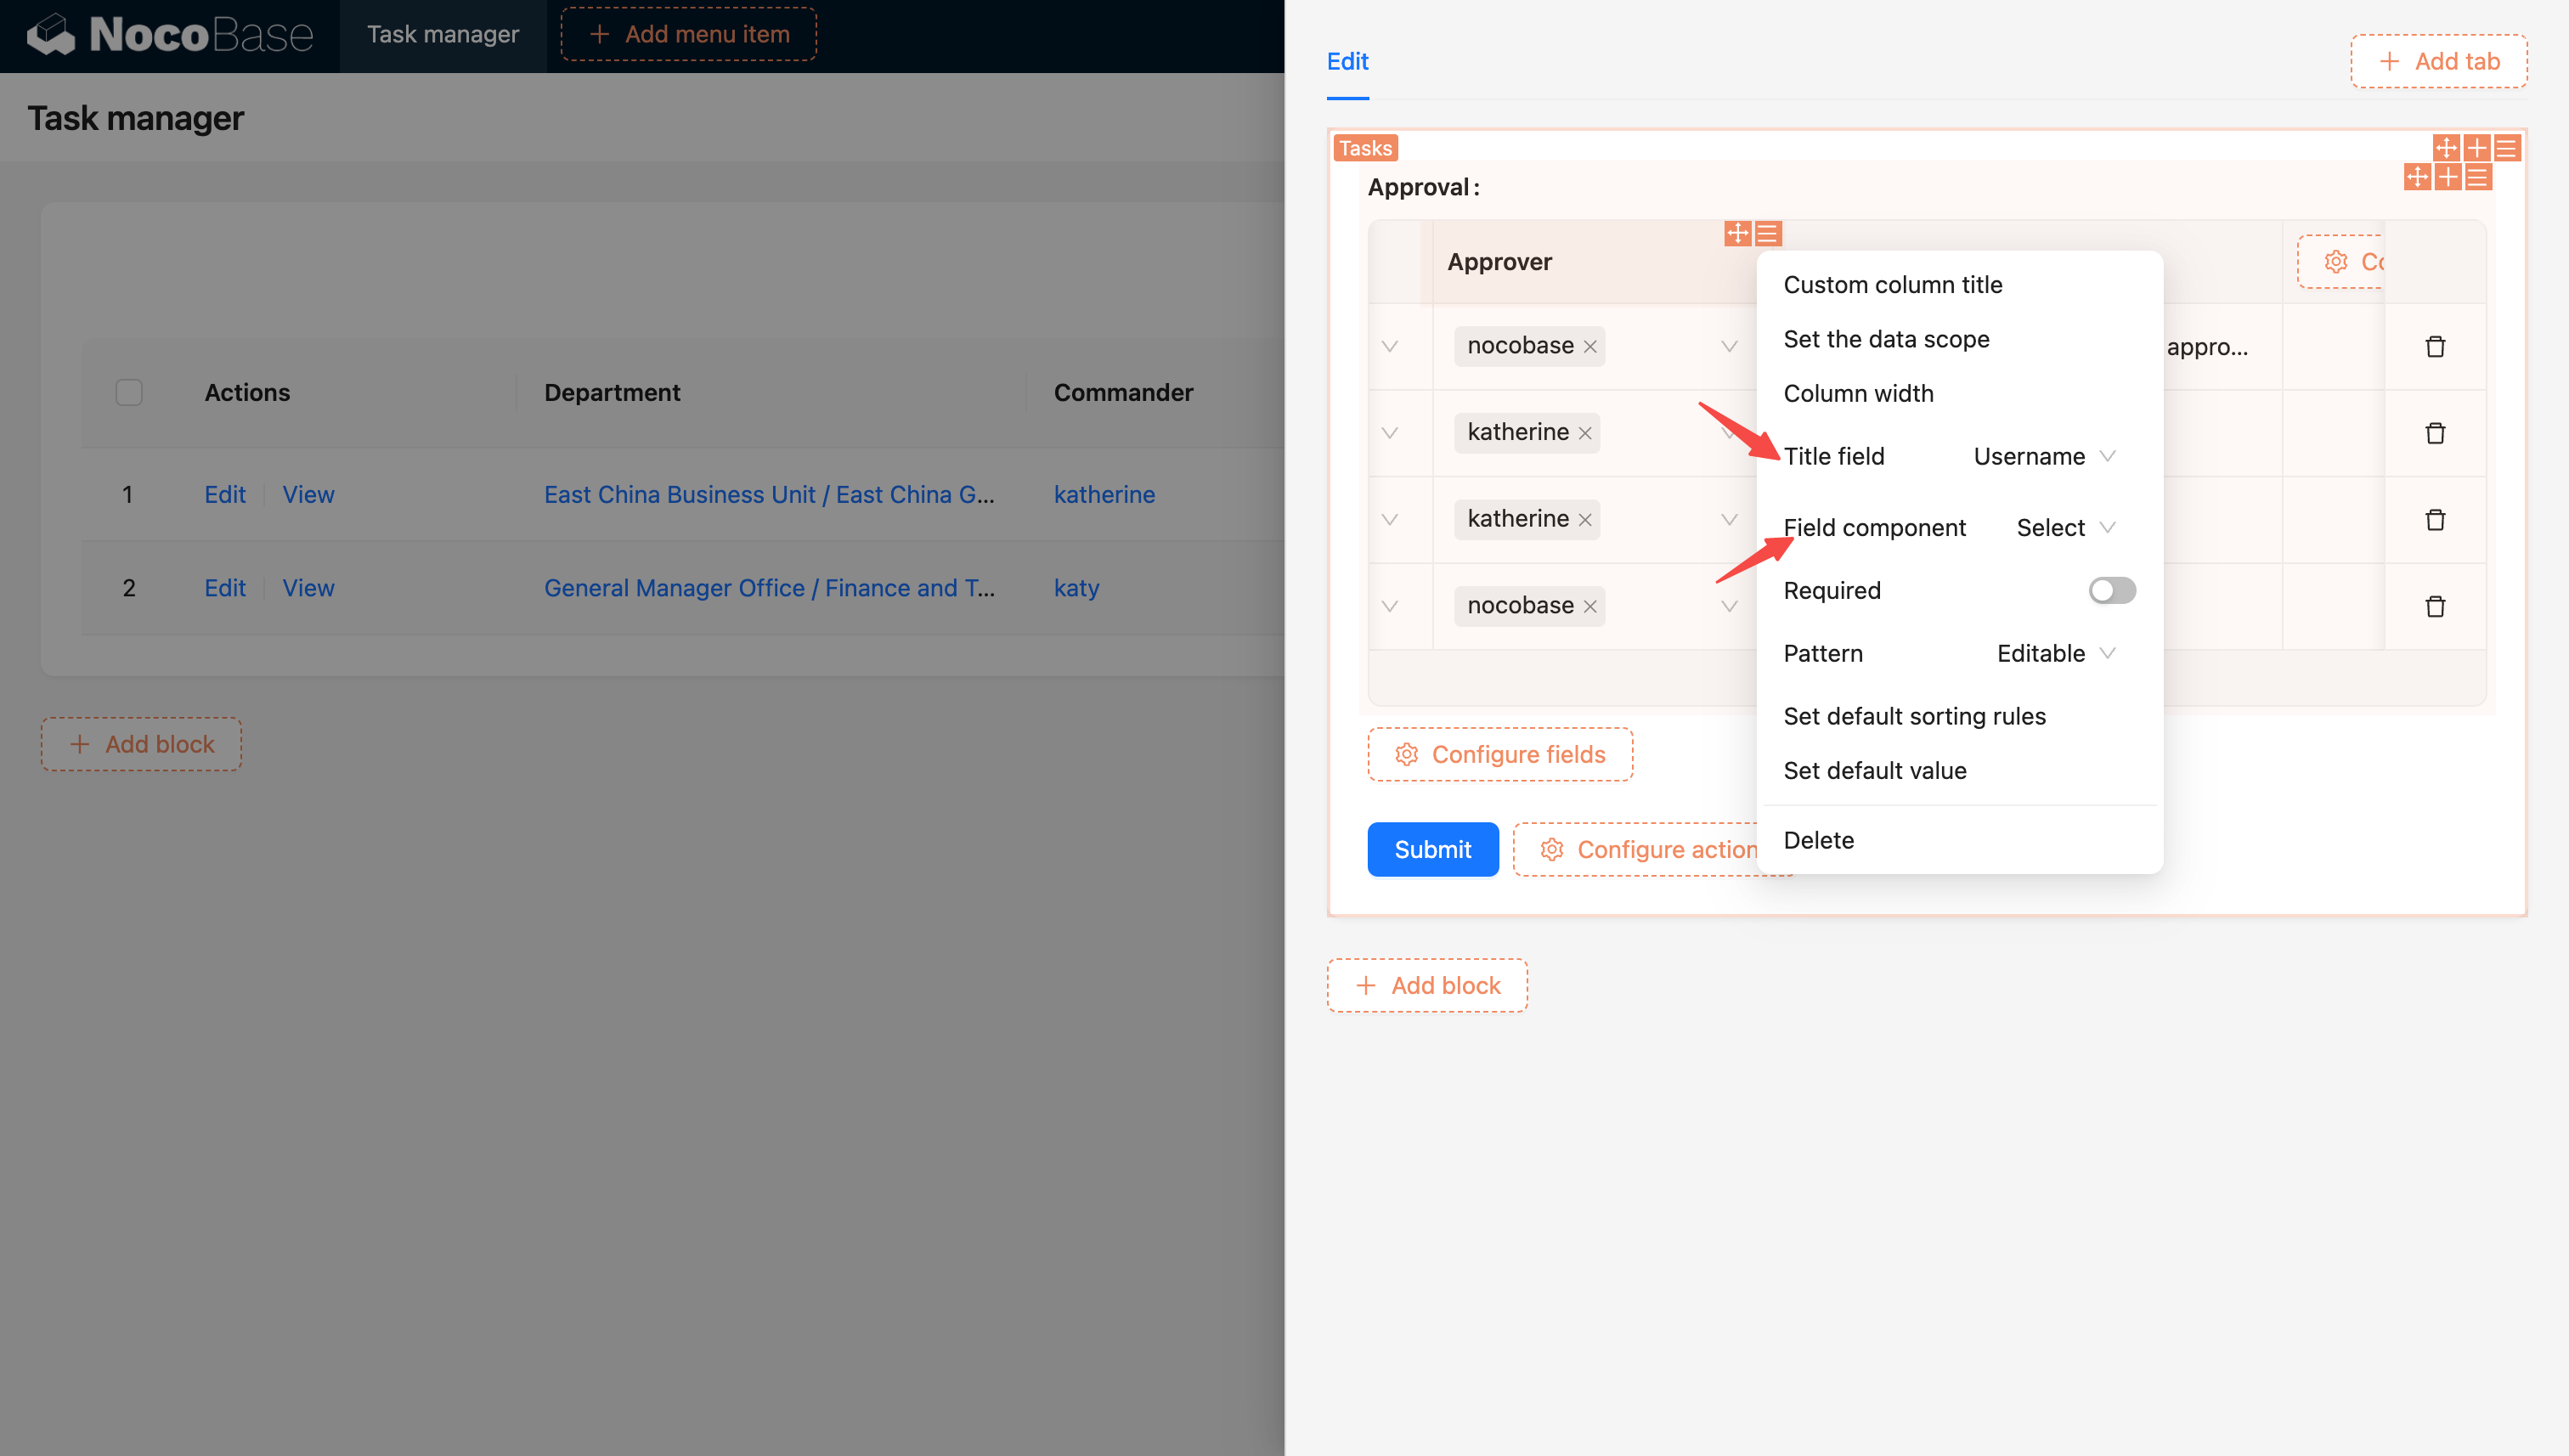 NocoBase
Task manager
Add menu item
Task manager
Actions
Department
Commander
1
Edit
View
East China Business Unit / East China G...
katherine
2
Edit
View
General Manager Office / Finance and T...
katy
Add block
Edit
Add tab
Tasks
Approval :
Approver
nocobase
appro...
katherine
katherine
nocobase
Custom column title
Set the data scope
Column width
Title field
Username
Field component
Select
Required
Pattern
Editable
Set default sorting rules
Set default value
Delete
Configure fields
Submit
Configure action
Add block